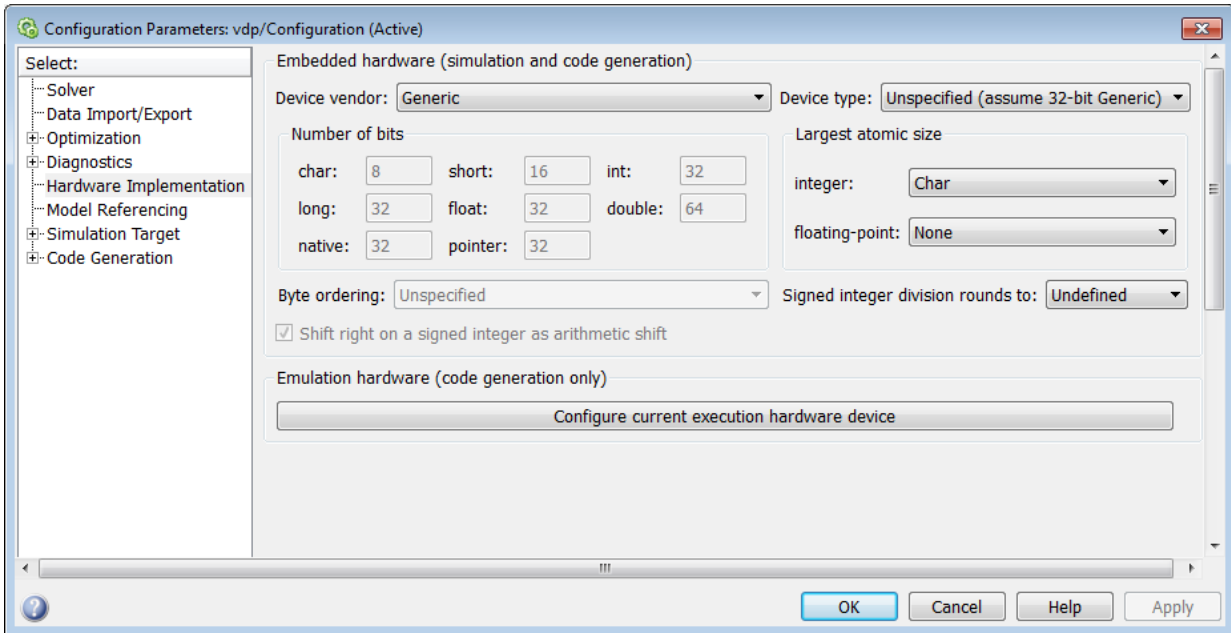 Configuration Parameters: vdp/Configuration (Active)
Select:
Solver
Data Import/Export
Optimization
Diagnostics
Hardware Implementation
Model Referencing
Simulation Target
Code Generation
Embedded hardware (simulation and code generation)
Device vendor: Generic Device type: Unspecified (assume 32-bit Generic)
Number of bits
char: 8 short: 16 int: 32
long: 32 float: 32 double: 64
native: 32 pointer: 32
Largest atomic size
integer: Char
floating-point: None
Byte ordering: Unspecified Signed integer division rounds to: Undefined
Shift right on a signed integer as arithmetic shift
Emulation hardware (code generation only)
Configure current execution hardware device
OK Cancel Help Apply